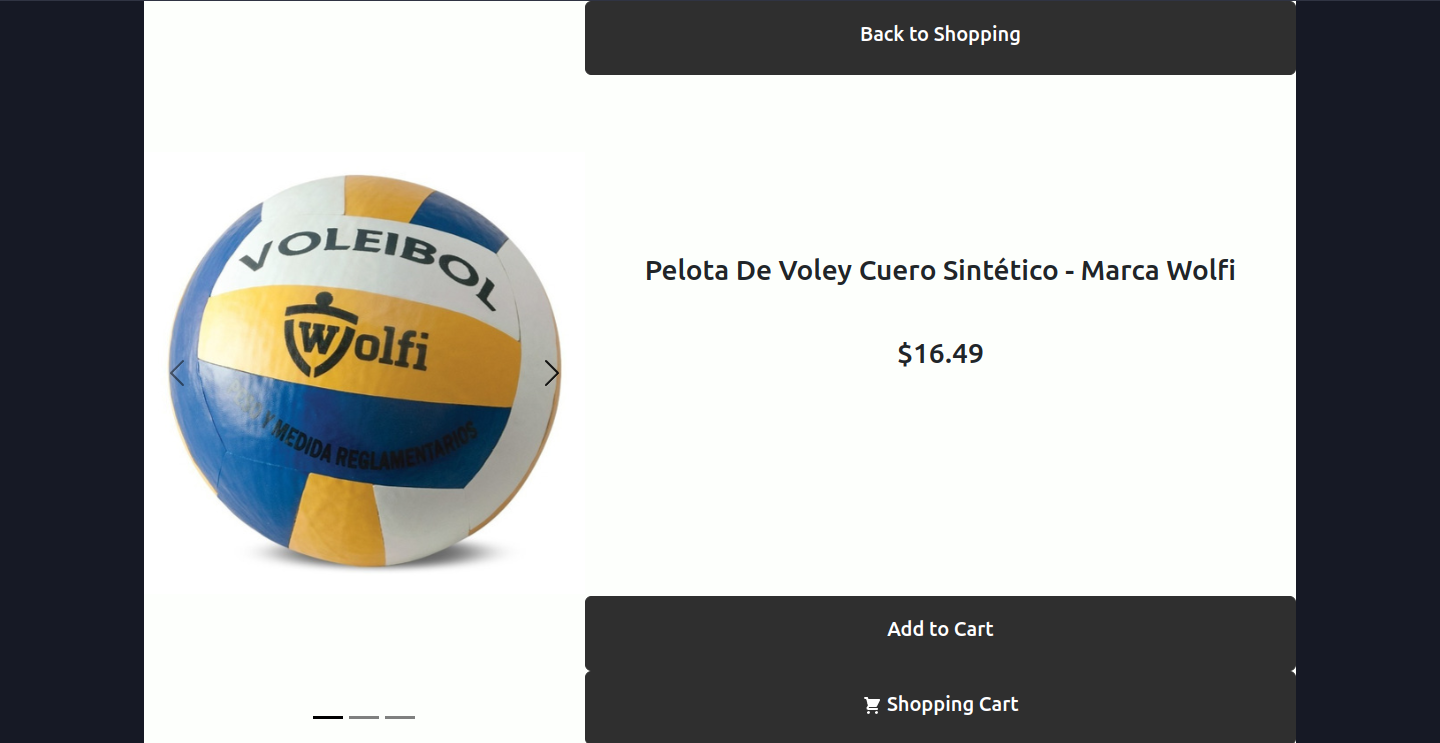 Back to Shopping
VOLEIBOL
Wolfi
Y MEDIDA REGLAMENTARIOS
Pelota De Voley Cuero Sintético - Marca Wolfi
$16.49
Add to Cart
Shopping Cart